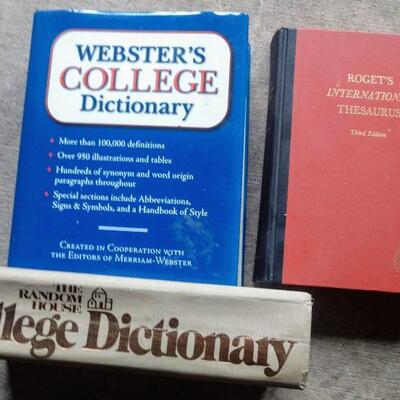 WEBSTER'S
COLLEGE
Dictionary
More than 100,000 definitions
Over 950 illustrations and tables
Hundreds of synonym and word origin
paragraphs throughout
Special sections include Abbreviations,
Signs & Symbols, and a Handbook of Style
CREATED IN COOPERATION WITH
THE EDITORS OF MERRIAM-WEBSTER
ROGET'S
INTERNATIONA
THESAURUS
Third Edition
THE
RANDOM
HOUSE
llege Dictionary